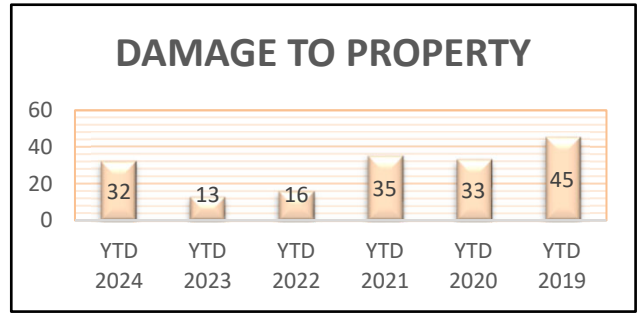 DAMAGE TO PROPERTY
60
40
20
0
32 13 16 35 33 45
YTD YTD YTD YTD YTD YTD
2024 2023 2022 2021 2020 2019